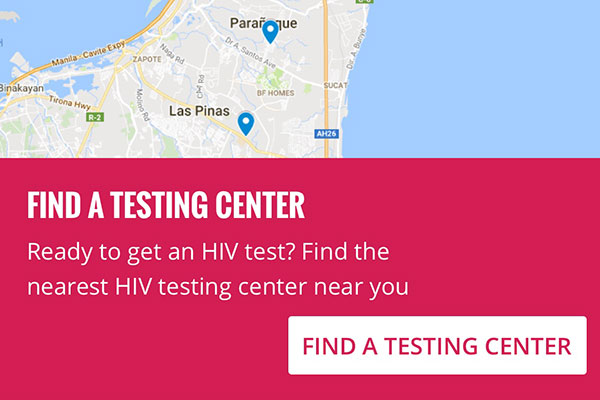 Parañaque
Manila - Cavite Expy
Naga Rd
Dr. A. Santos Ave
Dr A. Bunye
ZAPOTE
BF HOMES
SUCAT
Binakayan
Tirona Hwy
Molino Rd
Las Pinas
R-2
AH26
FIND A TESTING CENTER
Ready to get an HIV test? Find the
nearest HIV testing center near you
FIND A TESTING CENTER